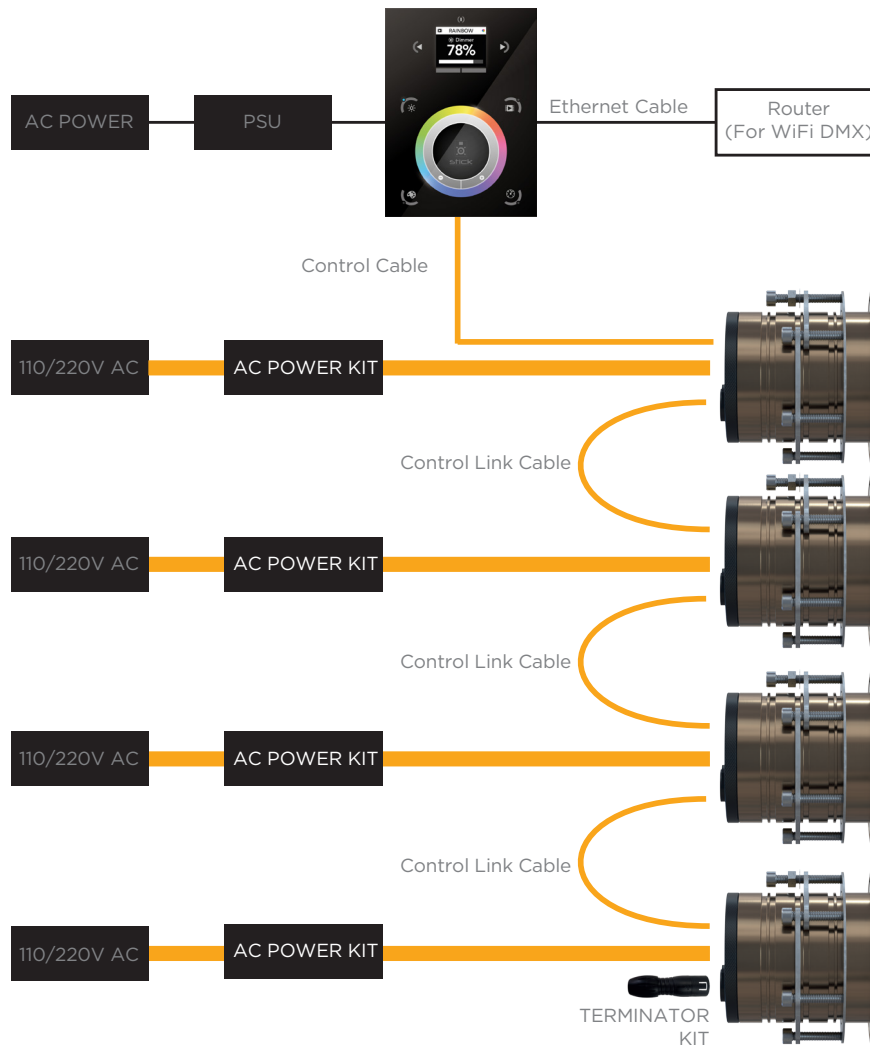 RAINBOW
Dimmer
78%
AC POWER
PSU
stick
Ethernet Cable
Router
(For WiFi DMX)
Control Cable
110/220V AC
AC POWER KIT
Control Link Cable
110/220V AC
AC POWER KIT
Control Link Cable
110/220V AC
AC POWER KIT
Control Link Cable
110/220V AC
AC POWER KIT
TERMINATOR
KIT